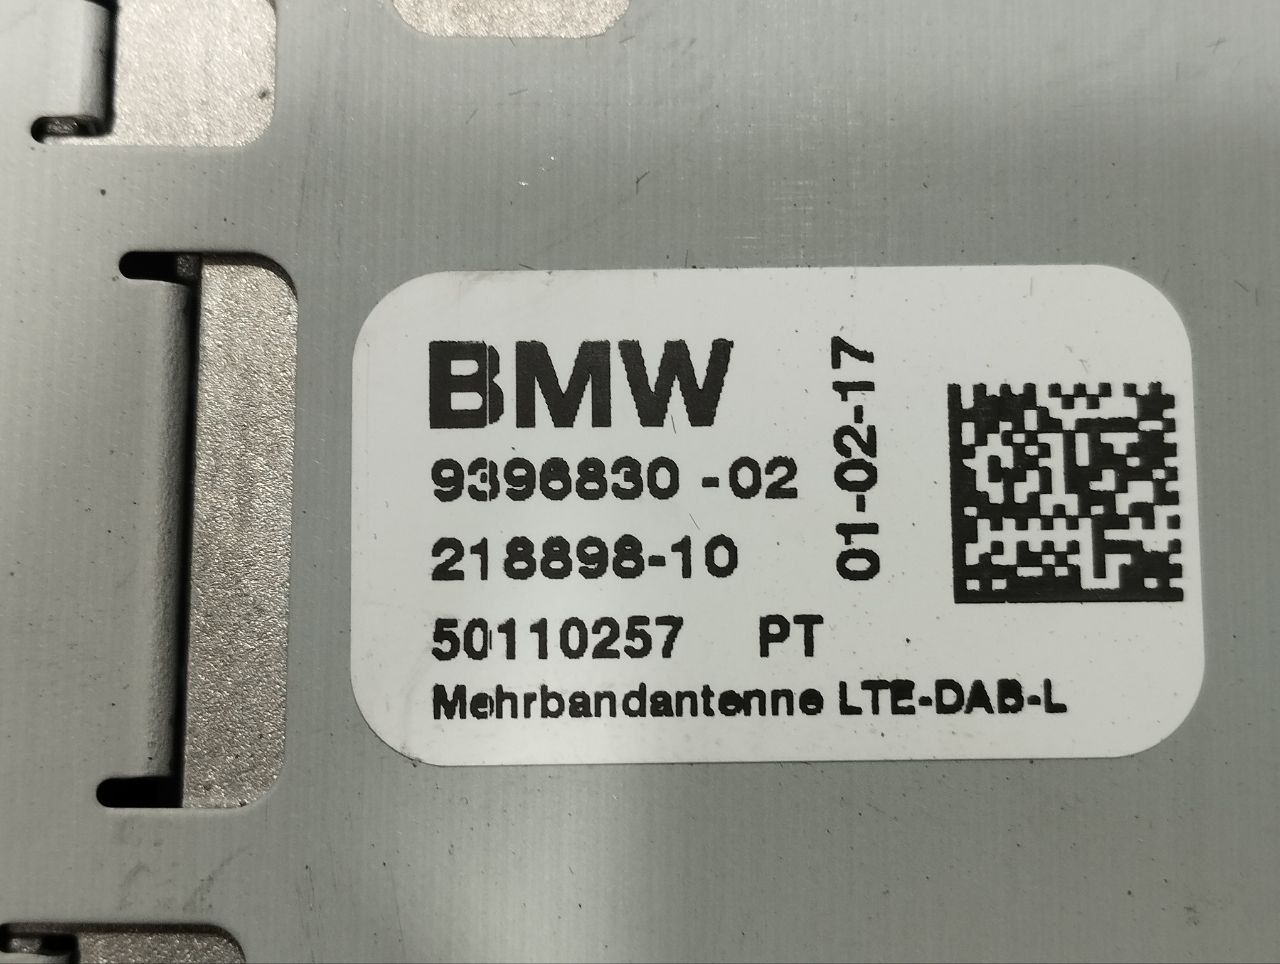 BMW
9396830 -02
218898-10
50110257 PT
Mehrbandantenne LTE-DAB-L
01-02-17